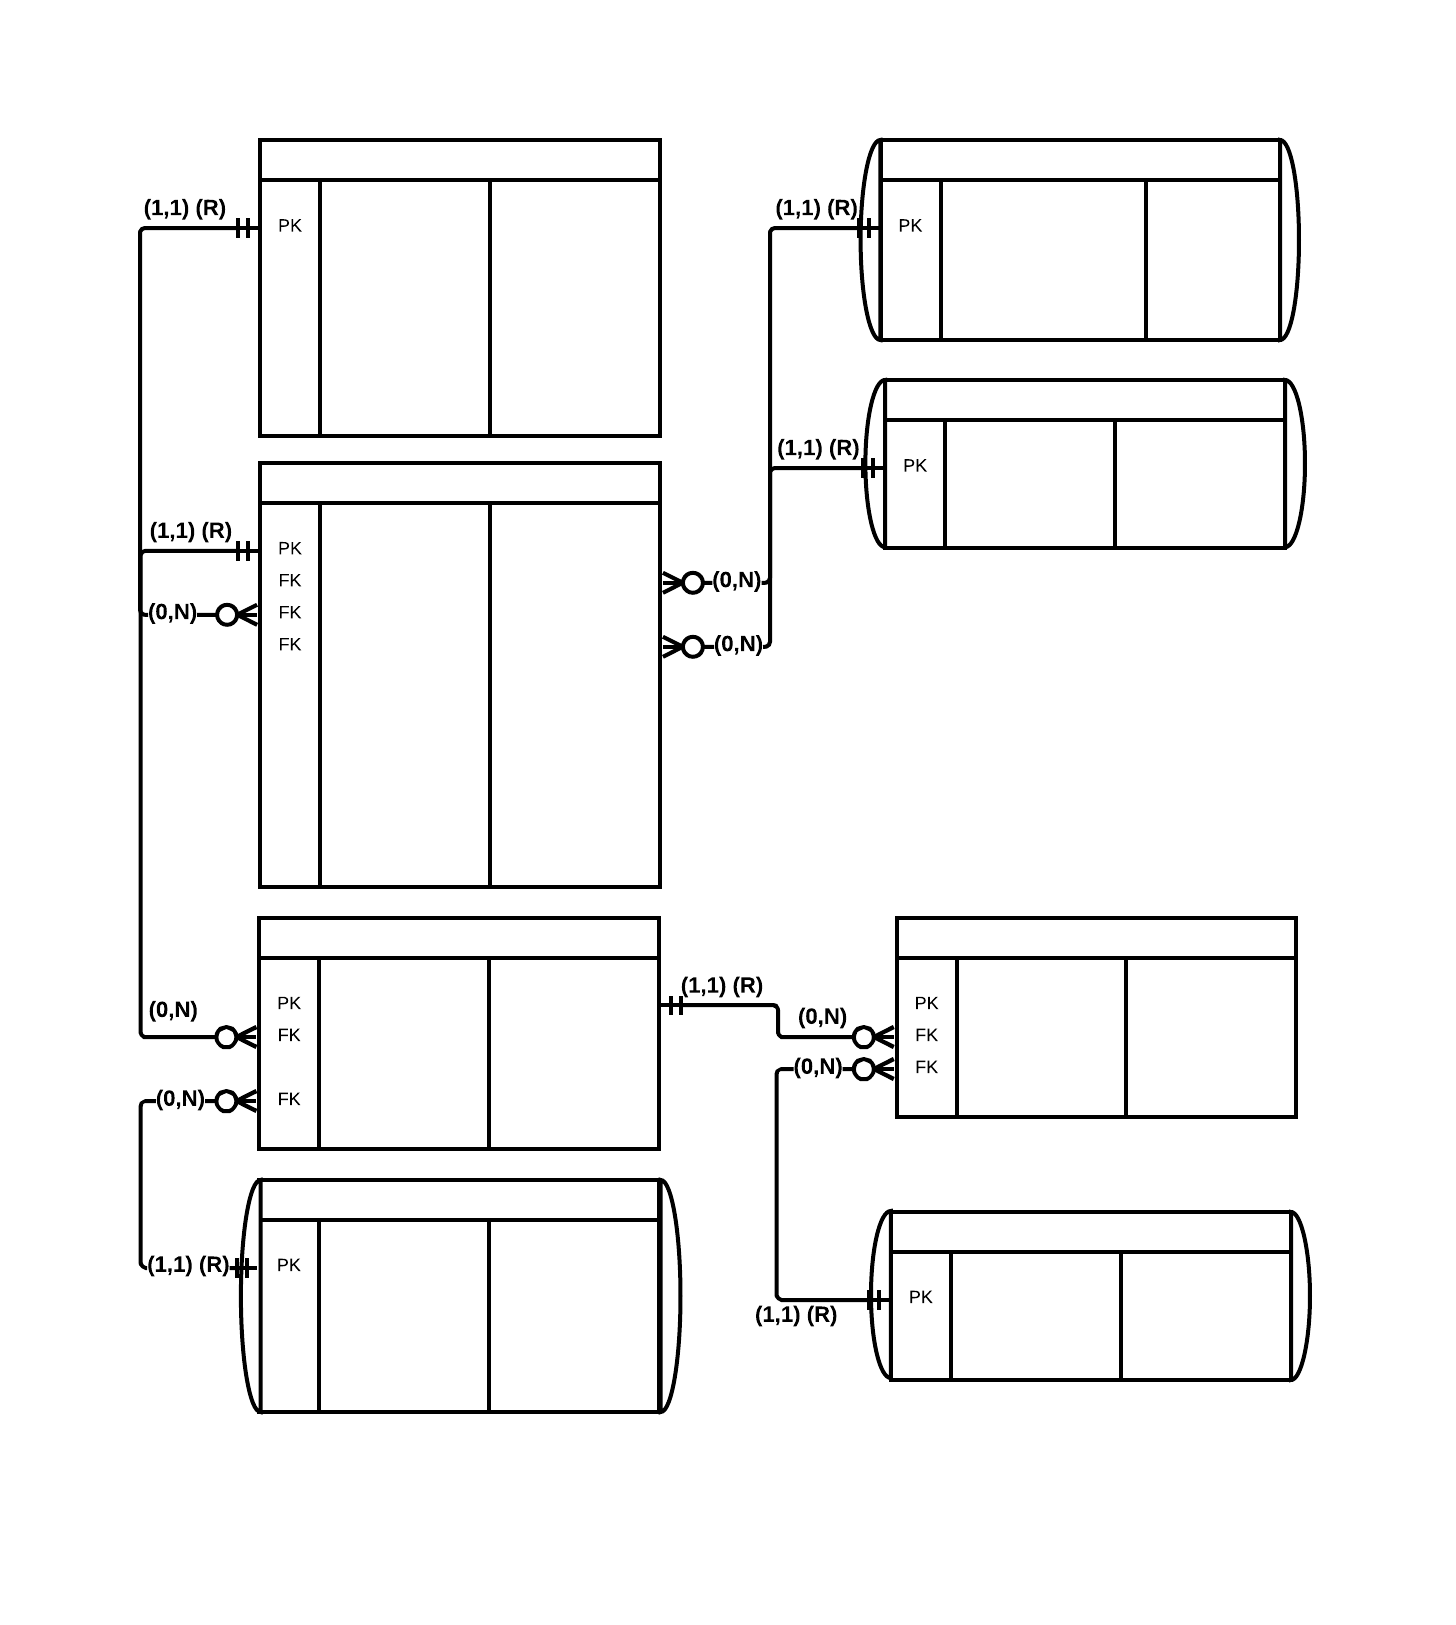 (1,1) (R)
PK
(1,1) (R)
PK
(1,1) (R)
PK
(1,1) (R)
PK
FK
(0,N)
(0,N)
FK
FK
(0,N)
(1,1) (R)
(0,N)
PK
FK
(0,N)
FK
(0,N)
PK
FK
(0,N)
FK
(1,1) (R)
PK
(1,1) (R)
PK